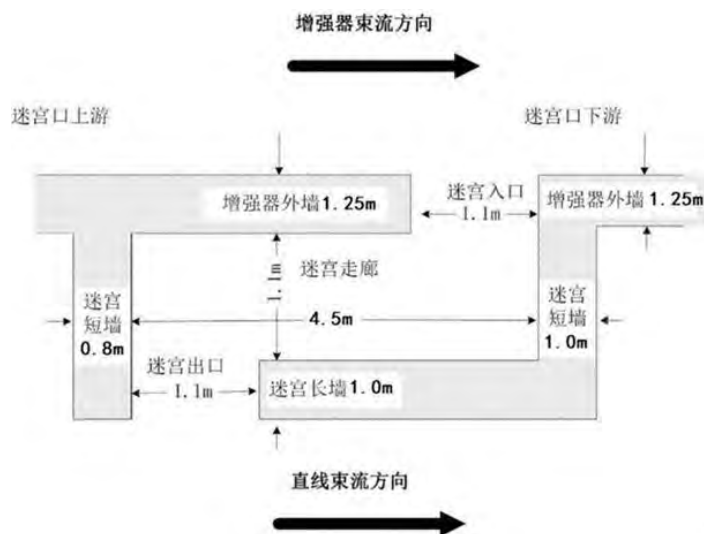 增强器束流方向
迷宫口上游
迷宫口下游
增强器外墙1.25m
迷宫入口
1.1m
增强器外墙1.25m
1.1m
迷宫走廊
迷宫
短墙
0.8m
4.5m
迷宫
短墙
1.0m
迷宫出口
1.1m
迷宫长墙1.0m
直线束流方向